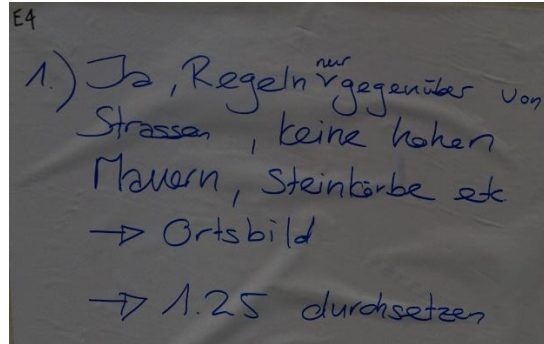 E4
1.) Ja, Regeln nur gegenüber von
Strassen, keine hohen
Mauern, Steinkörbe etc
→ Ortsbild
→ 1.25 durchsetzen